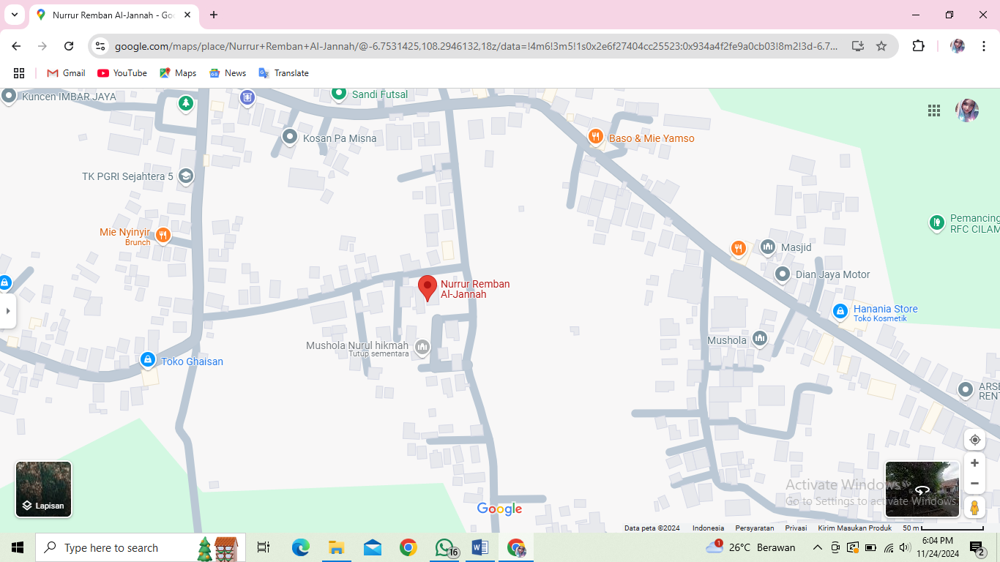 Nurrur Remban Al-Jannah - Goo
google.com/maps/place/Nurrur+Remban+Al-Jannah/@-6.7531425,108.2946132,18z/data=!4m6!3m5!1s0x2e6f27404cc25523:0x934a4f2fe9a0cb03!8m2!3d-6.7...
Gmail
YouTube
Maps
News
Translate
Kuncen IMBAR JAYA
Sandi Futsal
Kosan Pa Misna
Baso & Mie Yamso
TK PGRI Sejahtera 5
Pemancing
RFC CILAM
Mie Nyinyir
Brunch
Masjid
Dian Jaya Motor
Nurrur Remban
Al-Jannah
Hanania Store
Toko Kosmetik
Mushola
Mushola Nurul hikmah
Tutup sementara
Toko Ghaisan
ARSE
RENT
Lapisan
Google
Activate Windows
Go to Settings to activate Windows.
Data peta ©2024
Indonesia
Persyaratan
Privasi
Kirim Masukan Produk
50 m
Type here to search
16
1
26°C Berawan
6:04 PM
11/24/2024
2